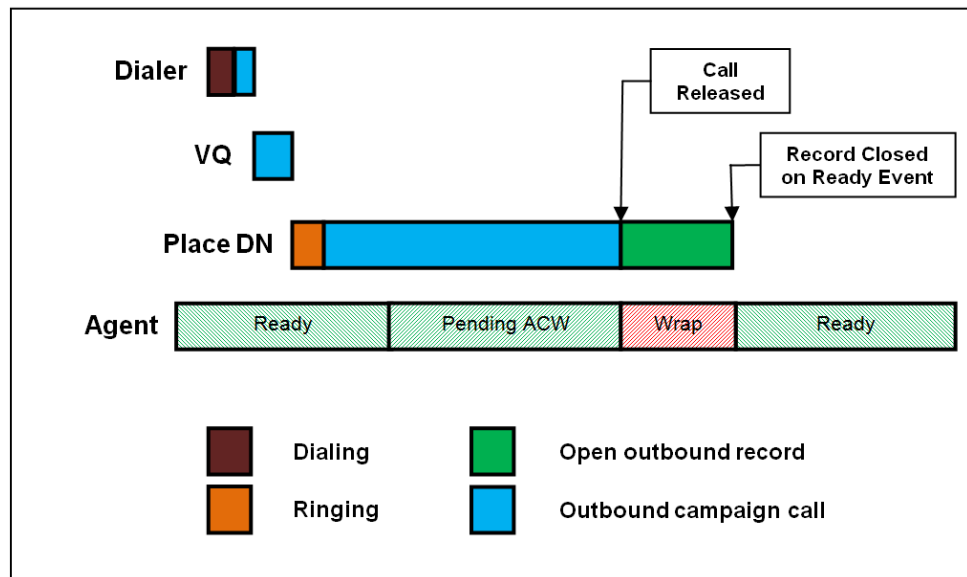 Dialer
Call
Released
VQ
Record Closed
on Ready Event
Place DN
Agent
Ready
Pending ACW
Wrap
Ready
Dialing
Open outbound record
Ringing
Outbound campaign call